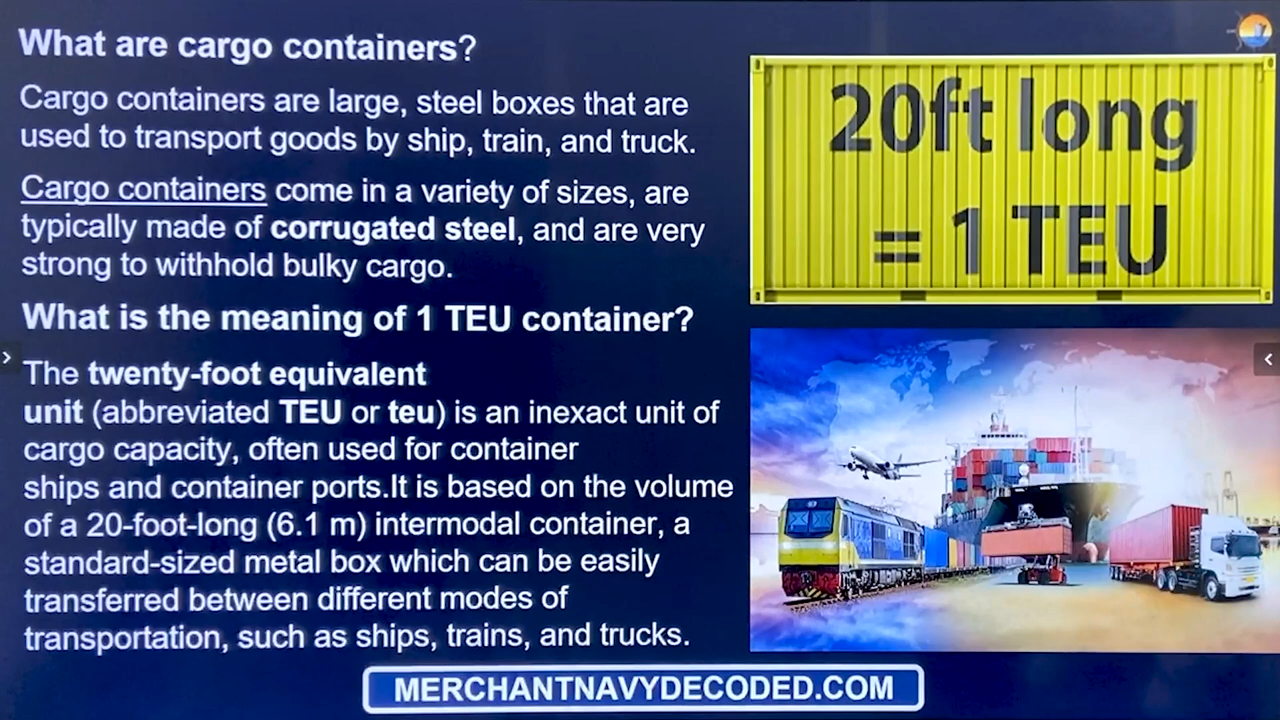 What are cargo containers?
Cargo containers are large, steel boxes that are
used to transport goods by ship, train, and truck.
Cargo containers come in a variety of sizes, are
typically made of corrugated steel, and are very
strong to withhold bulky cargo.
What is the meaning of 1 TEU container?
The twenty-foot equivalent
unit (abbreviated TEU or teu) is an inexact unit of
cargo capacity, often used for container
ships and container ports.It is based on the volume
of a 20-foot-long (6.1 m) intermodal container, a
standard-sized metal box which can be easily
transferred between different modes of
transportation, such as ships, trains, and trucks.
20ft long
= 1 TEU
MERCHANTNAVYDECODED.COM